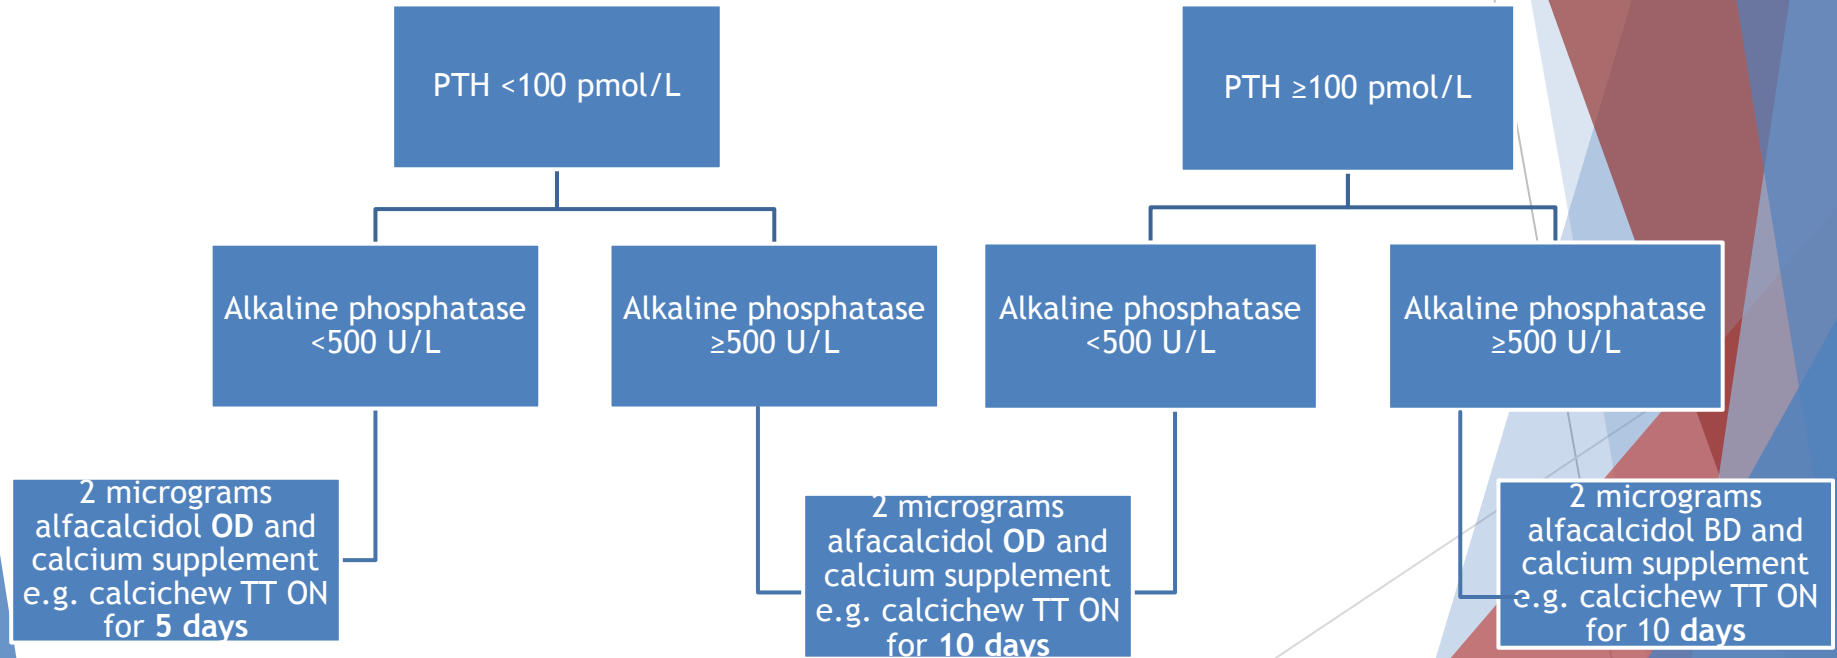 PTH <100 pmol/L
PTH ≥100 pmol/L
Alkaline phosphatase
<500 U/L
Alkaline phosphatase
≥500 U/L
Alkaline phosphatase
<500 U/L
Alkaline phosphatase
≥500 U/L
2 micrograms
alfacalcidol OD and
calcium supplement
e.g. calcichew TT ON
for 5 days
2 micrograms
alfacalcidol OD and
calcium supplement
e.g. calcichew TT ON
for 10 days
2 micrograms
alfacalcidol BD and
calcium supplement
e.g. calcichew TT ON
for 10 days